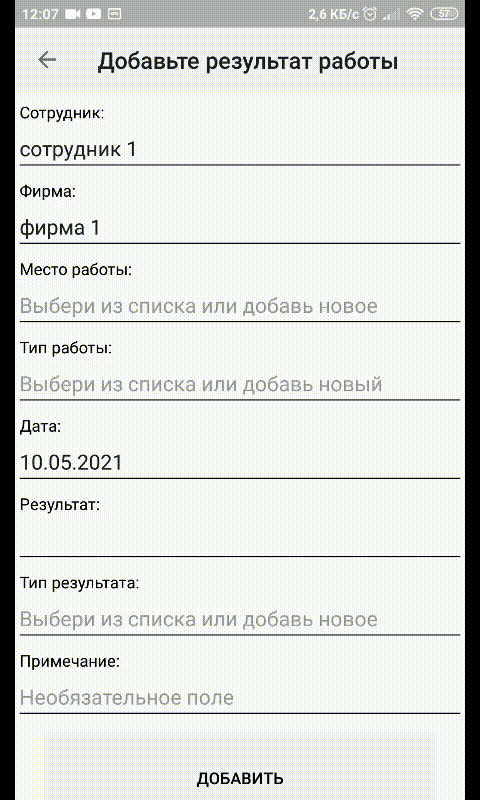 12:07 2,6 КБ/с 57
Добавьте результат работы
Сотрудник:
сотрудник 1
Фирма:
фирма 1
Место работы:
Выбери из списка или добавь новое
Тип работы:
Выбери из списка или добавь новый
Дата:
10.05.2021
Результат:
Тип результата:
Выбери из списка или добавь новое
Примечание:
Необязательное поле
ДОБАВИТЬ